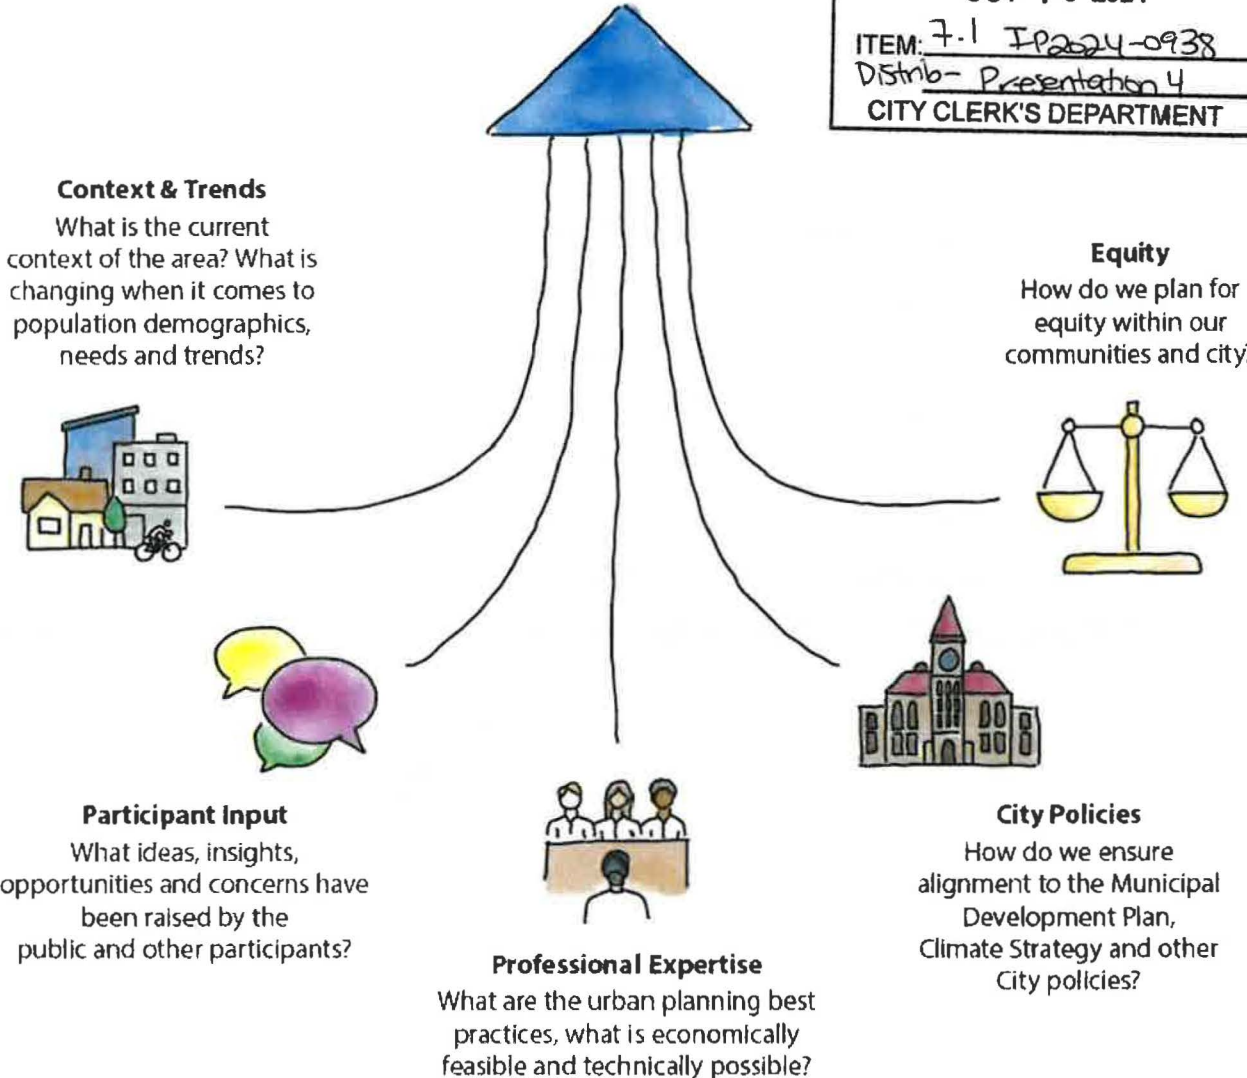 ITEM: 7.1 IP2024-0938
Distrib- Presentation 4
CITY CLERK'S DEPARTMENT
Context & Trends
What is the current
context of the area? What is
changing when it comes to
population demographics,
needs and trends?
Equity
How do we plan for
equity within our
communities and city?
Participant Input
What ideas, insights,
opportunities and concerns have
been raised by the
public and other participants?
City Policies
How do we ensure
alignment to the Municipal
Development Plan,
Climate Strategy and other
City policies?
Professional Expertise
What are the urban planning best
practices, what is economically
feasible and technically possible?